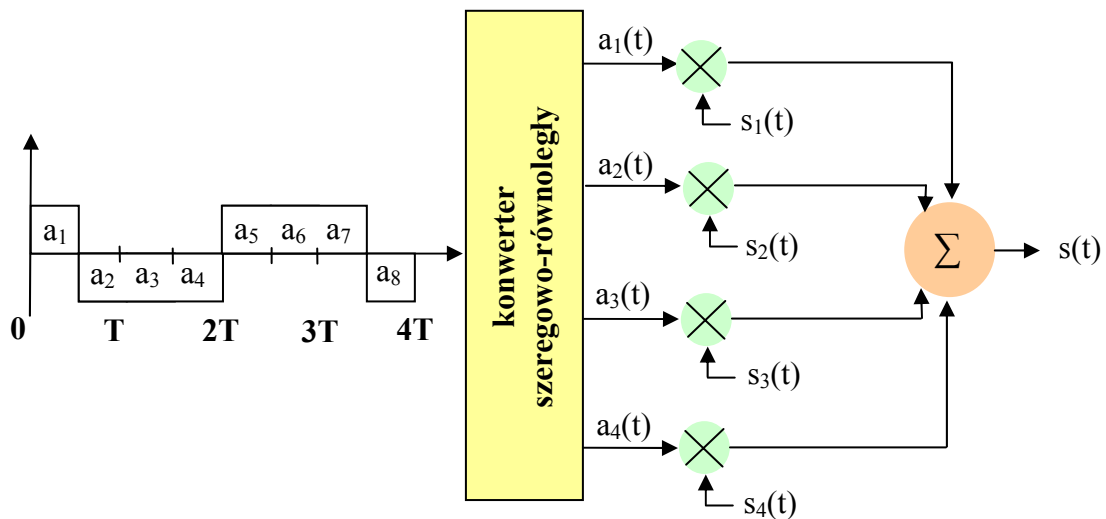 a₁
a₂ a₃ a₄
a₅ a₆ a₇
a₈
0 T 2T 3T 4T
konwerter
szeregowo-równoległy
a₁(t)
s₁(t)
a₂(t)
s₂(t)
a₃(t)
s₃(t)
a₄(t)
s₄(t)
Σ
s(t)